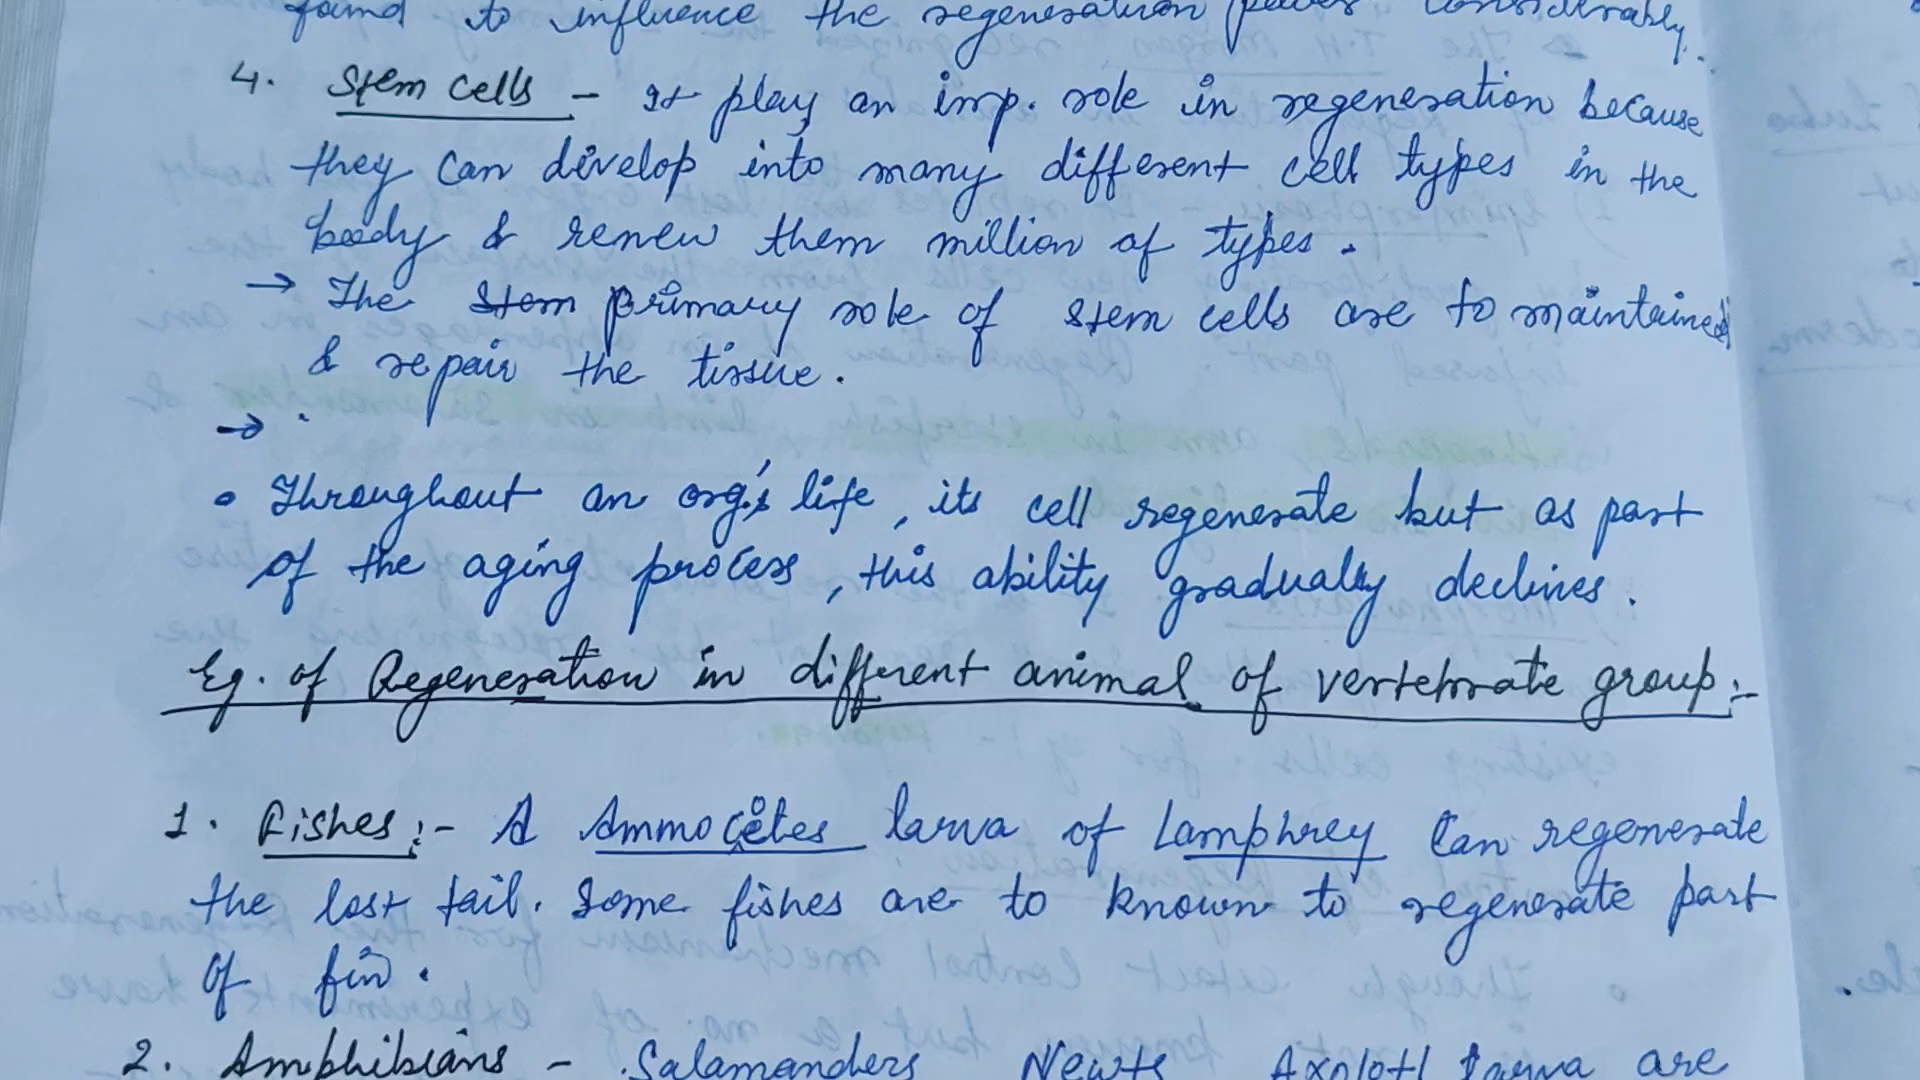 found to influence the regeneration power considerably.
4. Stem cells - It play an imp. role in regeneration because
they can develop into many different cell types in the
body & renew them million of types.
→ The Stem primary role of stem cells are to maintained
& repair the tissue.
→
• Throughout an org's life, its cell regenerate but as part
of the aging process, this ability gradually declines.
Eg. of Regeneration in different animal of vertebrate group:-
1. Fishes:- A Ammocetes larva of Lamphrey can regenerate
the lost tail. Some fishes are to known to regenerate part
of fin.
2. Amphibians - Salamanders Newts Axolotl larva are